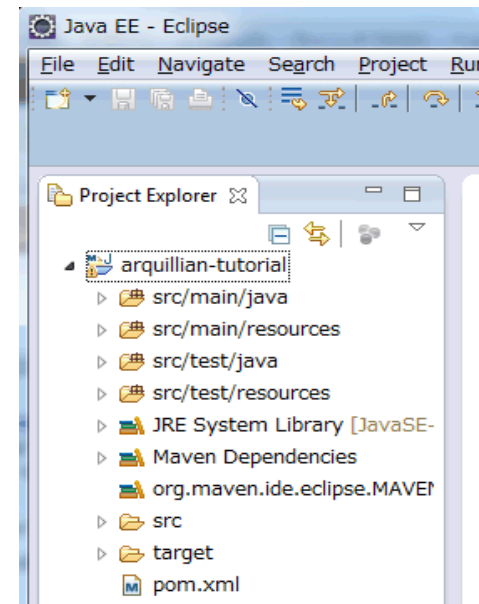 Java EE - Eclipse
File Edit Navigate Search Project Run
Project Explorer
arquillian-tutorial
src/main/java
src/main/resources
src/test/java
src/test/resources
JRE System Library [JavaSE-
Maven Dependencies
org.maven.ide.eclipse.MAVEN
src
target
pom.xml